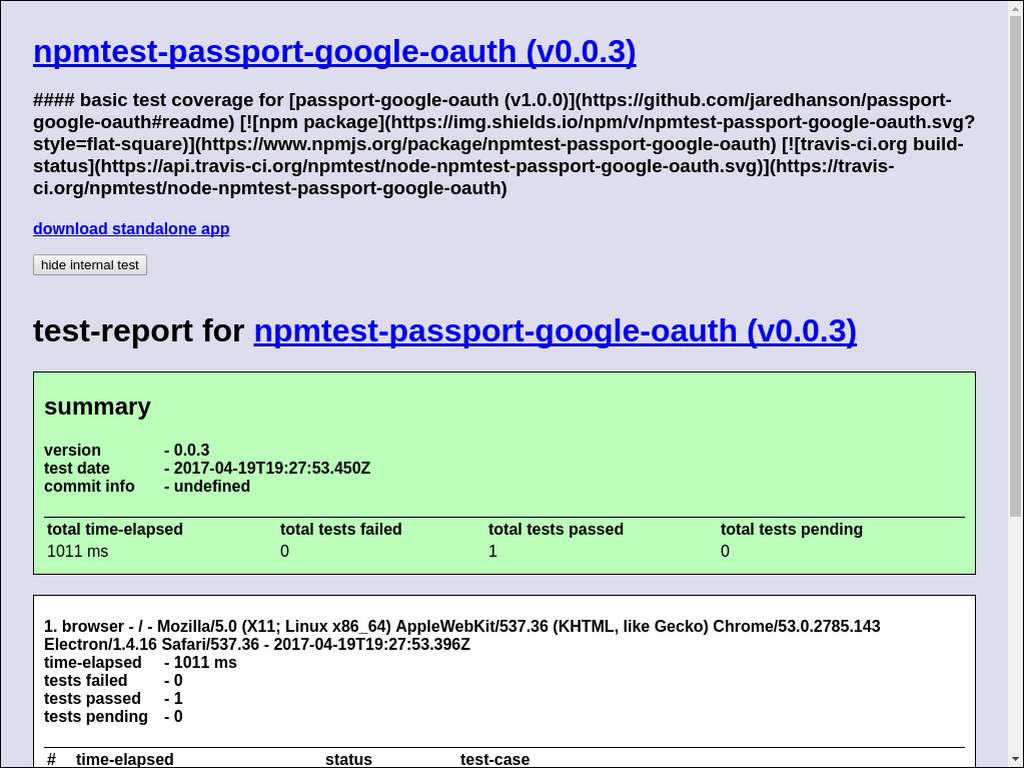 npmtest-passport-google-oauth (v0.0.3)
#### basic test coverage for [passport-google-oauth (v1.0.0)](https://github.com/jaredhanson/passport-
google-oauth#readme) [![npm package](https://img.shields.io/npm/v/npmtest-passport-google-oauth.svg?
style=flat-square)](https://www.npmjs.org/package/npmtest-passport-google-oauth) [![travis-ci.org build-
status](https://api.travis-ci.org/npmtest/node-npmtest-passport-google-oauth.svg)](https://travis-
ci.org/npmtest/node-npmtest-passport-google-oauth)
download standalone app
hide internal test
test-report for npmtest-passport-google-oauth (v0.0.3)
summary
version - 0.0.3
test date - 2017-04-19T19:27:53.450Z
commit info - undefined
total time-elapsed total tests failed total tests passed total tests pending
1011 ms 0 1 0
1. browser - / - Mozilla/5.0 (X11; Linux x86_64) AppleWebKit/537.36 (KHTML, like Gecko) Chrome/53.0.2785.143
Electron/1.4.16 Safari/537.36 - 2017-04-19T19:27:53.396Z
time-elapsed - 1011 ms
tests failed - 0
tests passed - 1
tests pending - 0
# time-elapsed status test-case